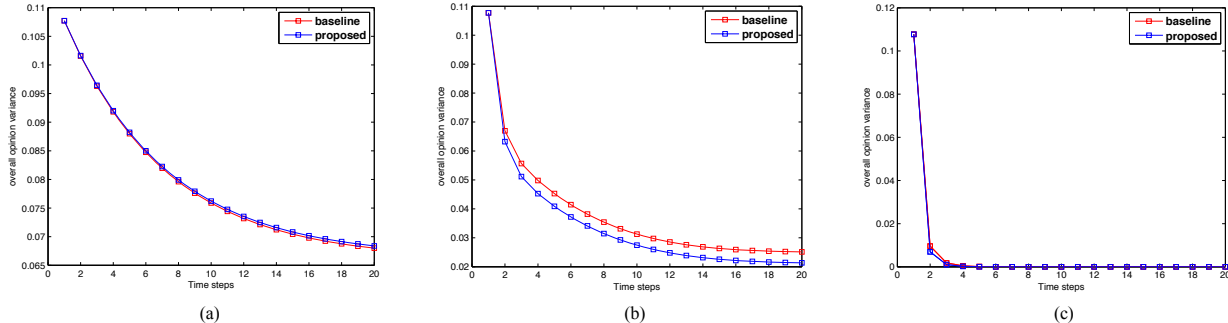 0.11
0.105
0.1
0.095
0.09
0.085
0.08
0.075
0.07
0.065
0 2 4 6 8 10 12 14 16 18 20
overall opinion variance
Time steps
baseline
proposed
(a)
0.11
0.1
0.09
0.08
0.07
0.06
0.05
0.04
0.03
0.02
0 2 4 6 8 10 12 14 16 18 20
overall opinion variance
Time steps
baseline
proposed
(b)
0.12
0.1
0.08
0.06
0.04
0.02
0
0 2 4 6 8 10 12 14 16 18 20
overall opinion variance
Time steps
baseline
proposed
(c)